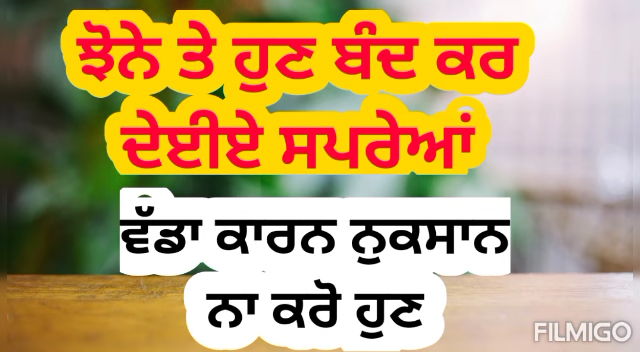 ਝੋਨੇ ਤੇ ਹੁਣ ਬੰਦ ਕਰ
ਦੇਈਏ ਸਪਰੇਆਂ
ਵੱਡਾ ਕਾਰਨ ਨੁਕਸਾਨ
ਨਾ ਕਰੋ ਹੁਣ
FILMIGO